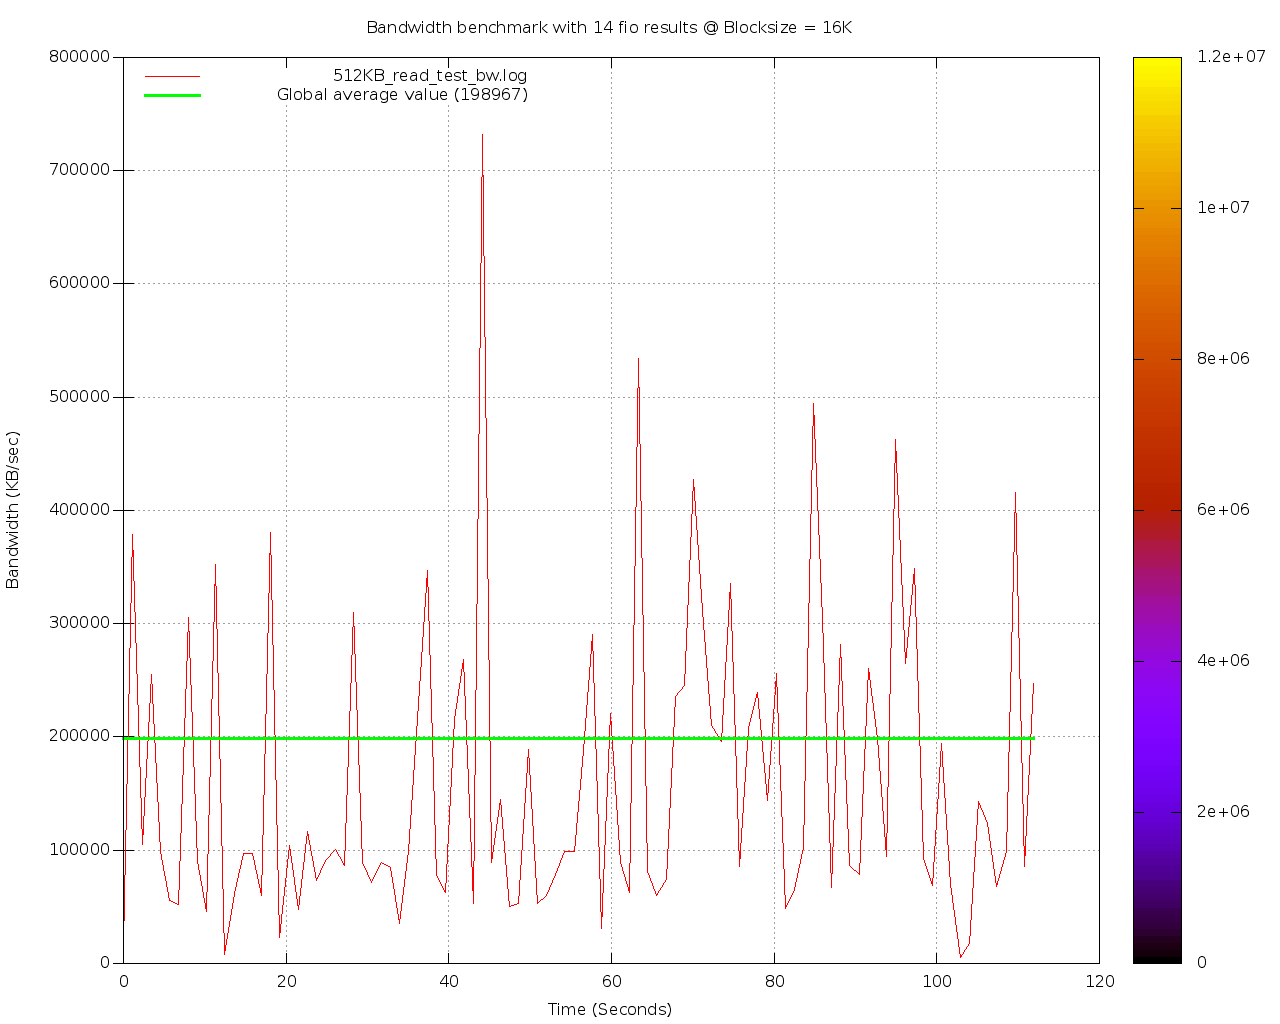 Bandwidth benchmark with 14 fio results @ Blocksize = 16K
512KB_read_test_bw.log
Global average value (198967)
800000
700000
600000
500000
400000
300000
200000
100000
0
Bandwidth (KB/sec)
0 20 40 60 80 100 120
Time (Seconds)
1.2e+07
1e+07
8e+06
6e+06
4e+06
2e+06
0